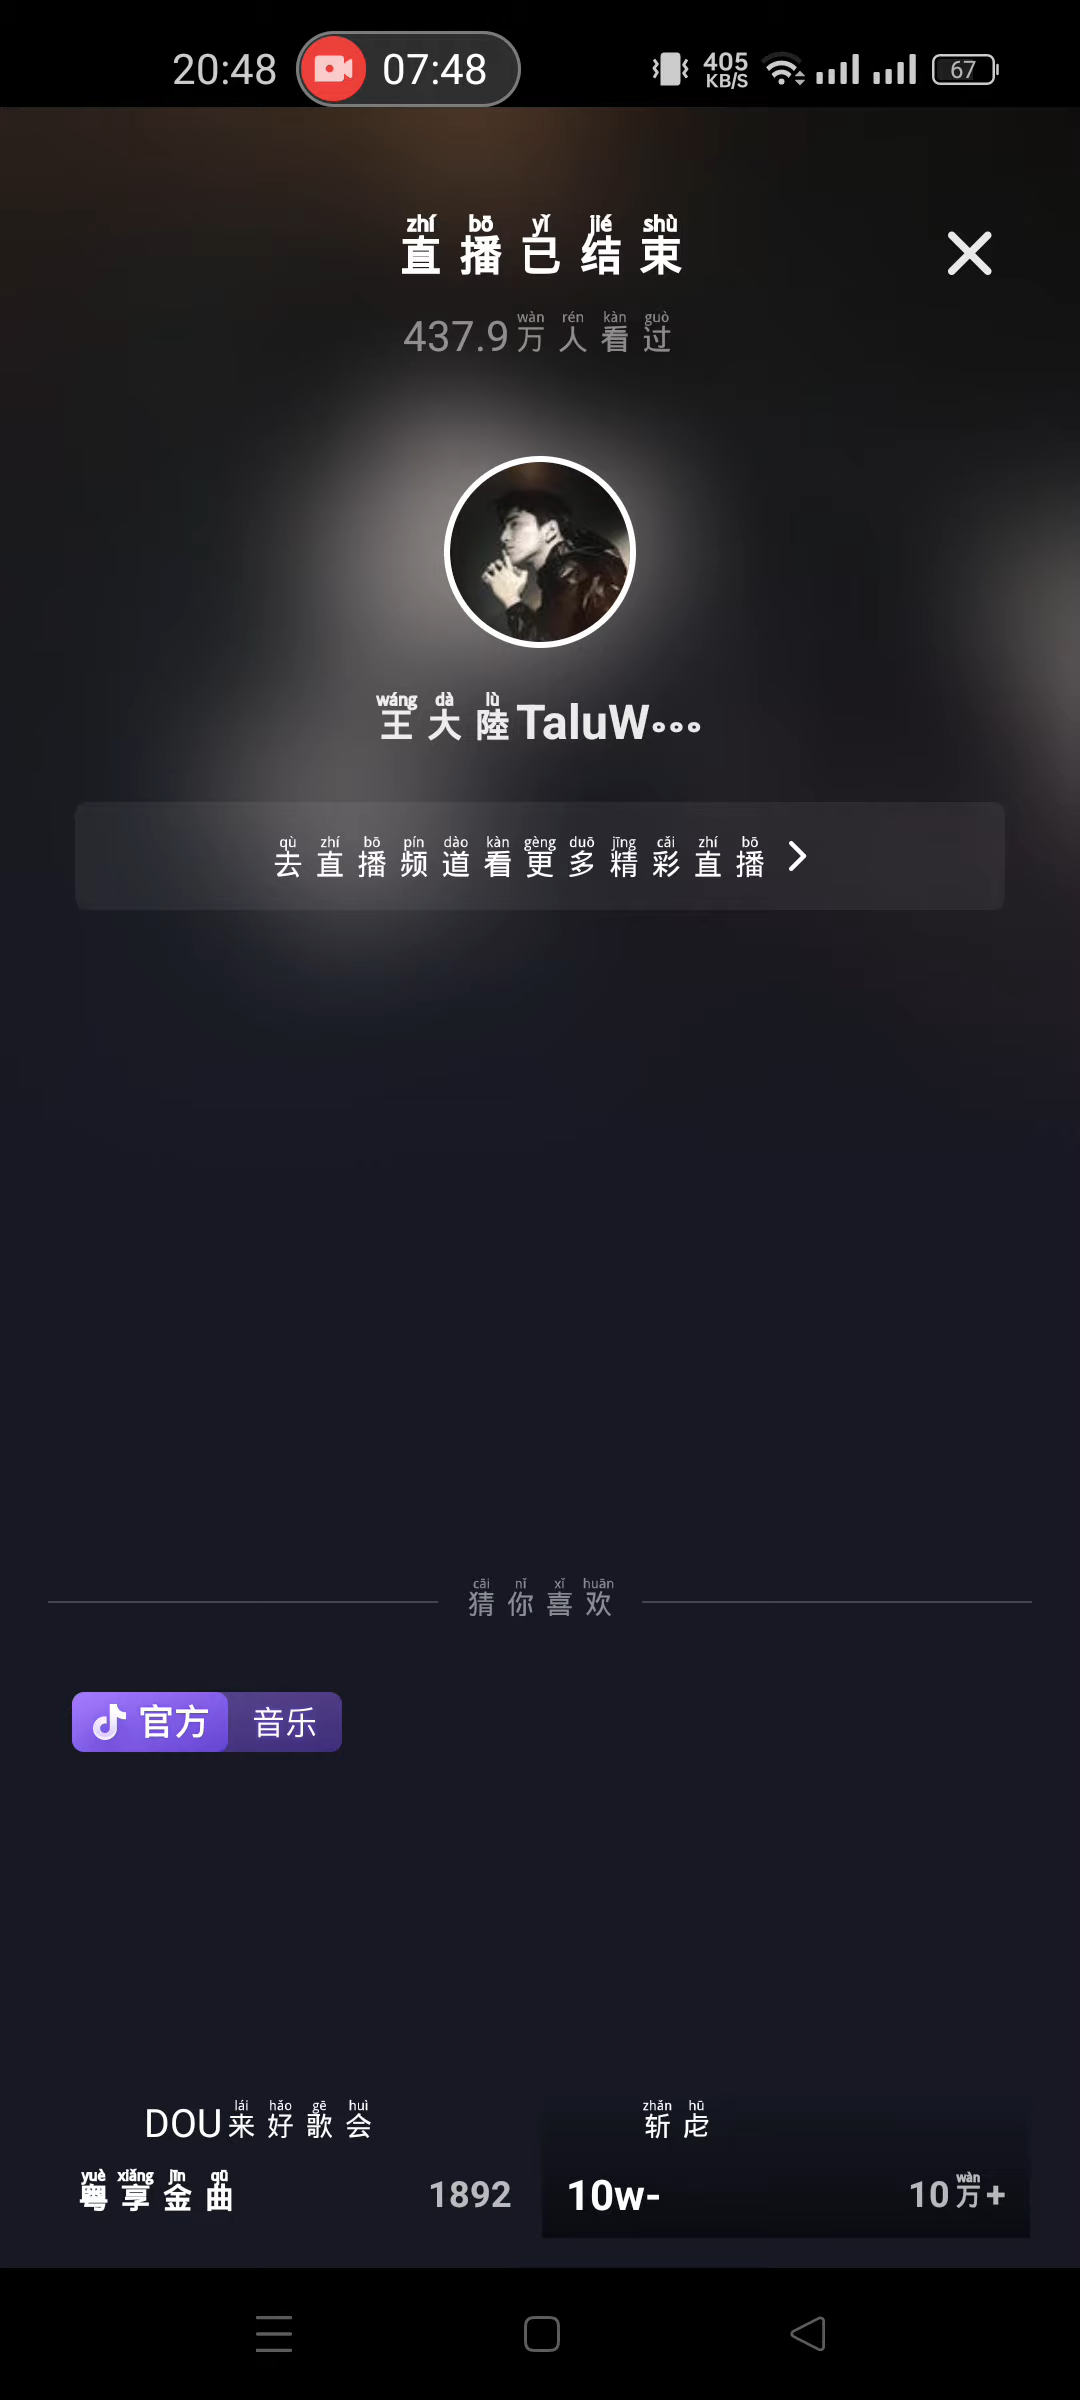 20:48 07:48 405 KB/S 67
zhí bō yǐ jié shù
直播已结束
wàn rén kàn guò
437.9万人看过
wáng dà lù
王大陸TaluW...
qù zhí bō pín dào kàn gèng duō jīng cǎi zhí bō
去直播频道看更多精彩直播
cāi nǐ xǐ huān
猜你喜欢
官方 音乐
lái hǎo gē huì
DOU来好歌会
yuè xiǎng jīn qū
粤享金曲 1892
zhǎn hū
斩虍
wàn
10w- 10万+